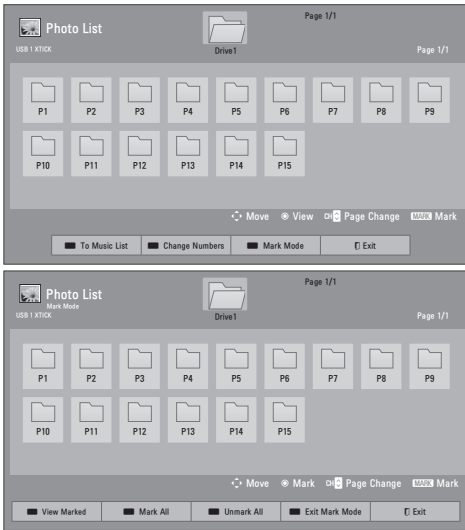 Page 1/1
Photo List
USB 1 XTICK
Drive1
Page 1/1
P1 P2 P3 P4 P5 P6 P7 P8 P9
P10 P11 P12 P13 P14 P15
Move View CH Page Change MARK Mark
To Music List Change Numbers Mark Mode Exit
Page 1/1
Photo List
Mark Mode
USB 1 XTICK
Drive1
Page 1/1
P1 P2 P3 P4 P5 P6 P7 P8 P9
P10 P11 P12 P13 P14 P15
Move Mark CH Page Change MARK Mark
View Marked Mark All Unmark All Exit Mark Mode Exit